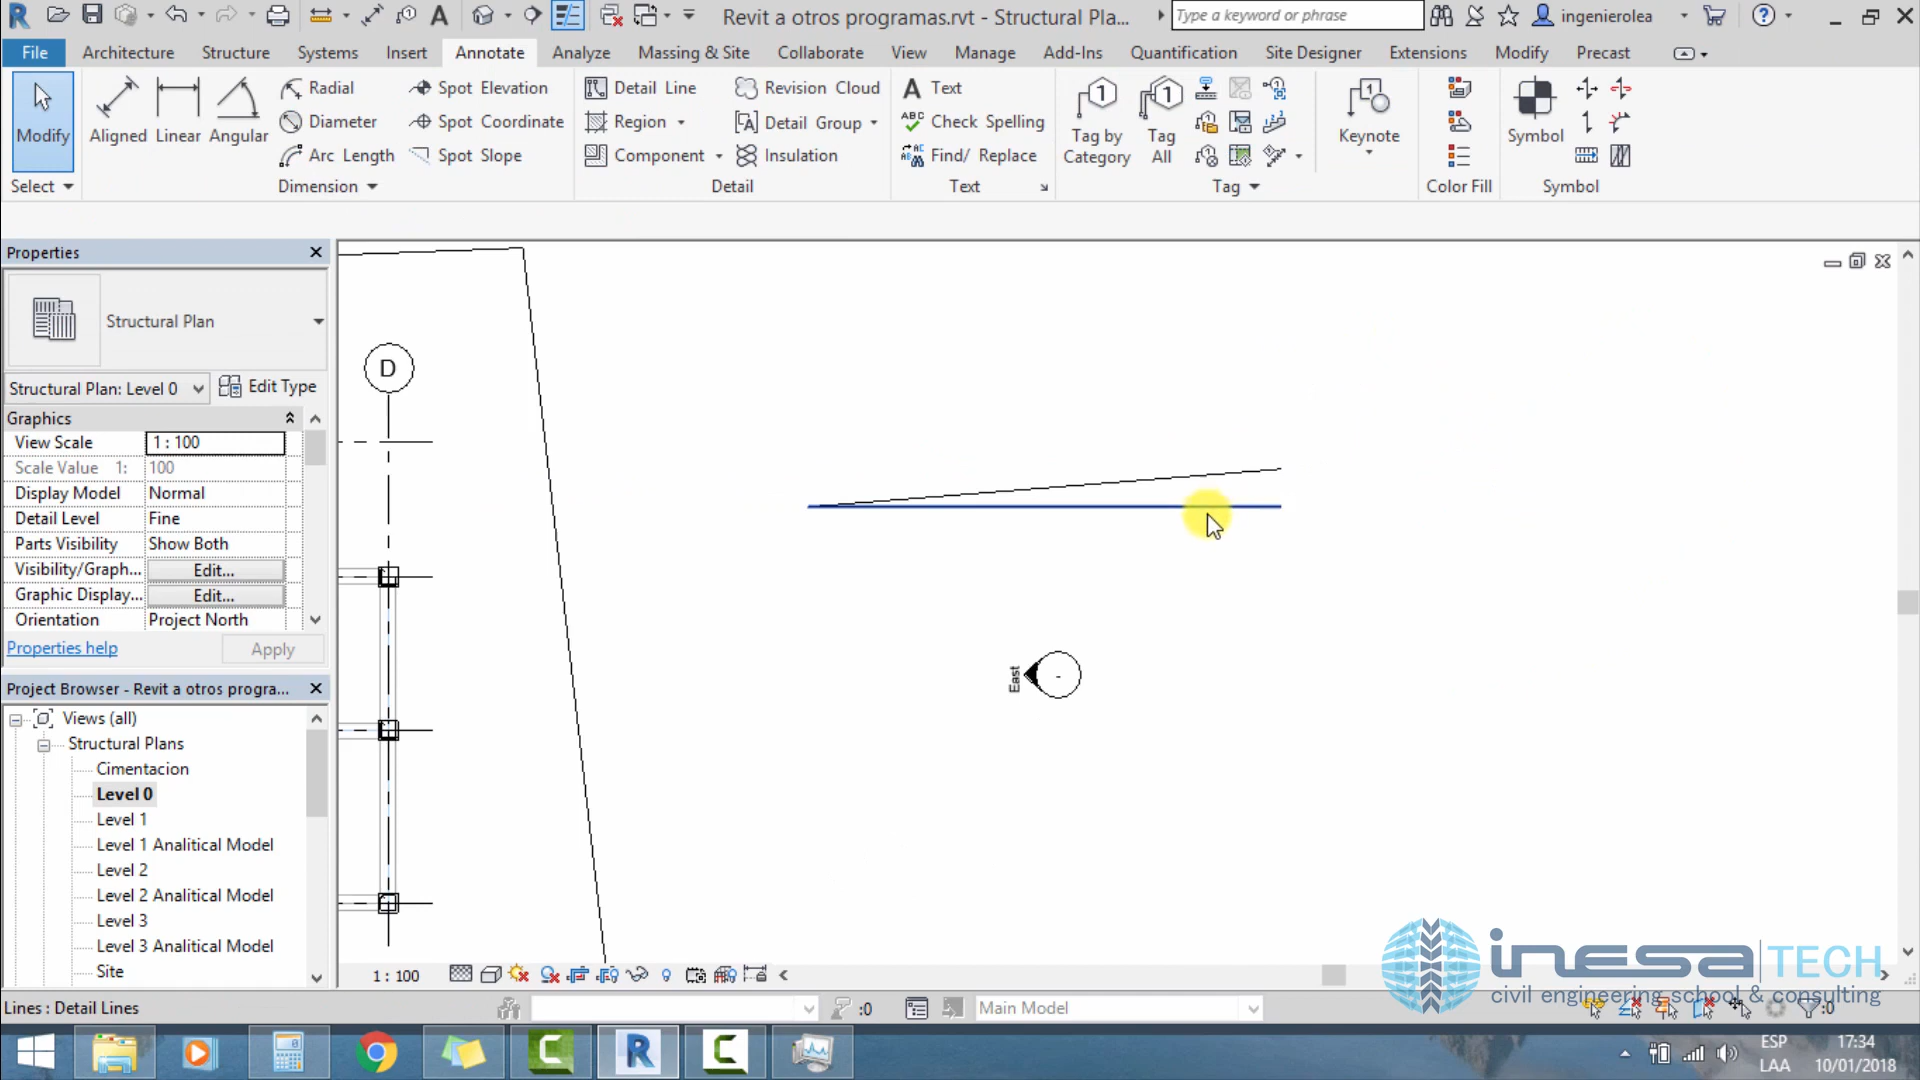 Revit a otros programas.rvt - Structural Pla...
Type a keyword or phrase
ingenierolea
File Architecture Structure Systems Insert Annotate Analyze Massing & Site Collaborate View Manage Add-Ins Quantification Site Designer Extensions Modify Precast
Modify
Select
Aligned Linear Angular
Radial
Diameter
Arc Length
Spot Elevation
Spot Coordinate
Spot Slope
Dimension
Detail Line
Region
Component
Revision Cloud
Detail Group
Insulation
Detail
Text
Check Spelling
Find/ Replace
Text
Tag by Category
Tag All
Tag
Keynote
Color Fill
Symbol
Symbol
Properties
Structural Plan
Structural Plan: Level 0 Edit Type
Graphics
View Scale 1 : 100
Scale Value 1: 100
Display Model Normal
Detail Level Fine
Parts Visibility Show Both
Visibility/Graph... Edit...
Graphic Display... Edit...
Orientation Project North
Properties help Apply
Project Browser - Revit a otros progra...
Views (all)
Structural Plans
Cimentacion
Level 0
Level 1
Level 1 Analitical Model
Level 2
Level 2 Analitical Model
Level 3
Level 3 Analitical Model
Site
D
East
-
1 : 100
inesa TECH
civil engineering school & consulting
Lines : Detail Lines
:0
Main Model
:0
ESP
LAA
17:34
10/01/2018